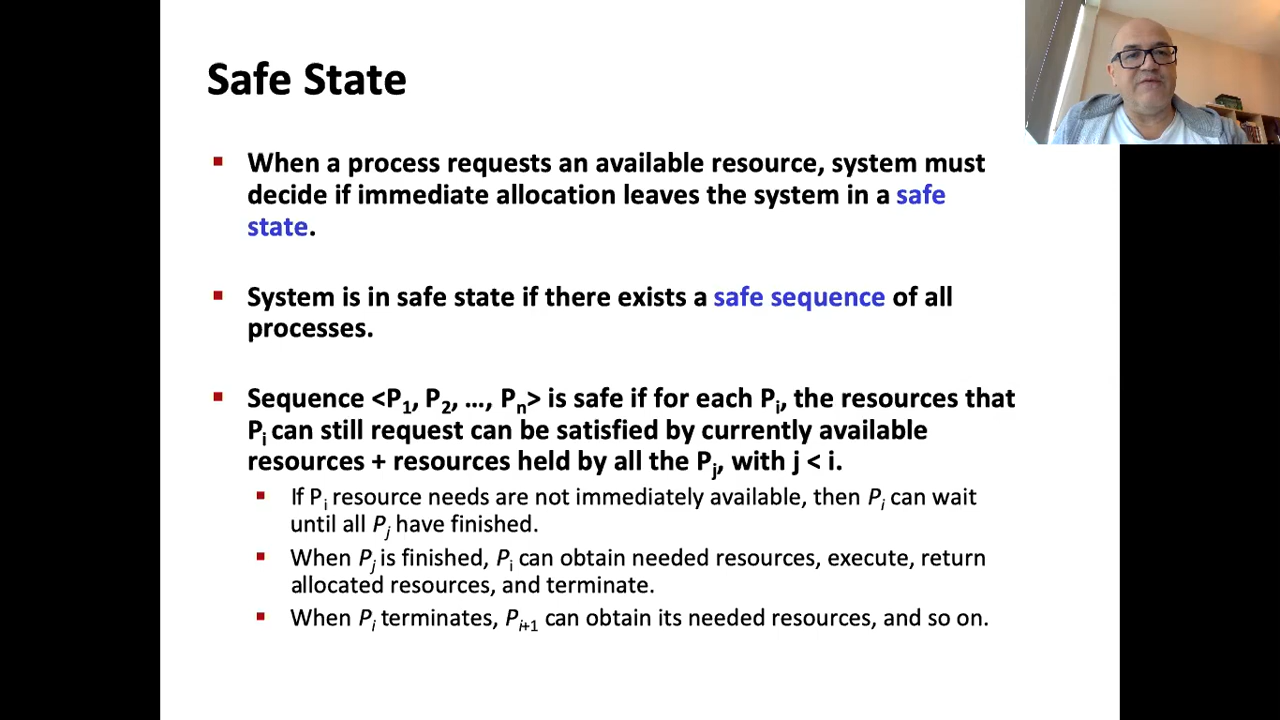 Safe State
▪ When a process requests an available resource, system must
decide if immediate allocation leaves the system in a safe
state.
▪ System is in safe state if there exists a safe sequence of all
processes.
▪ Sequence <P1, P2, …, Pn> is safe if for each Pi, the resources that
Pi can still request can be satisfied by currently available
resources + resources held by all the Pj, with j < i.
▪ If Pi resource needs are not immediately available, then Pi can wait
until all Pj have finished.
▪ When Pj is finished, Pi can obtain needed resources, execute, return
allocated resources, and terminate.
▪ When Pi terminates, Pi+1 can obtain its needed resources, and so on.